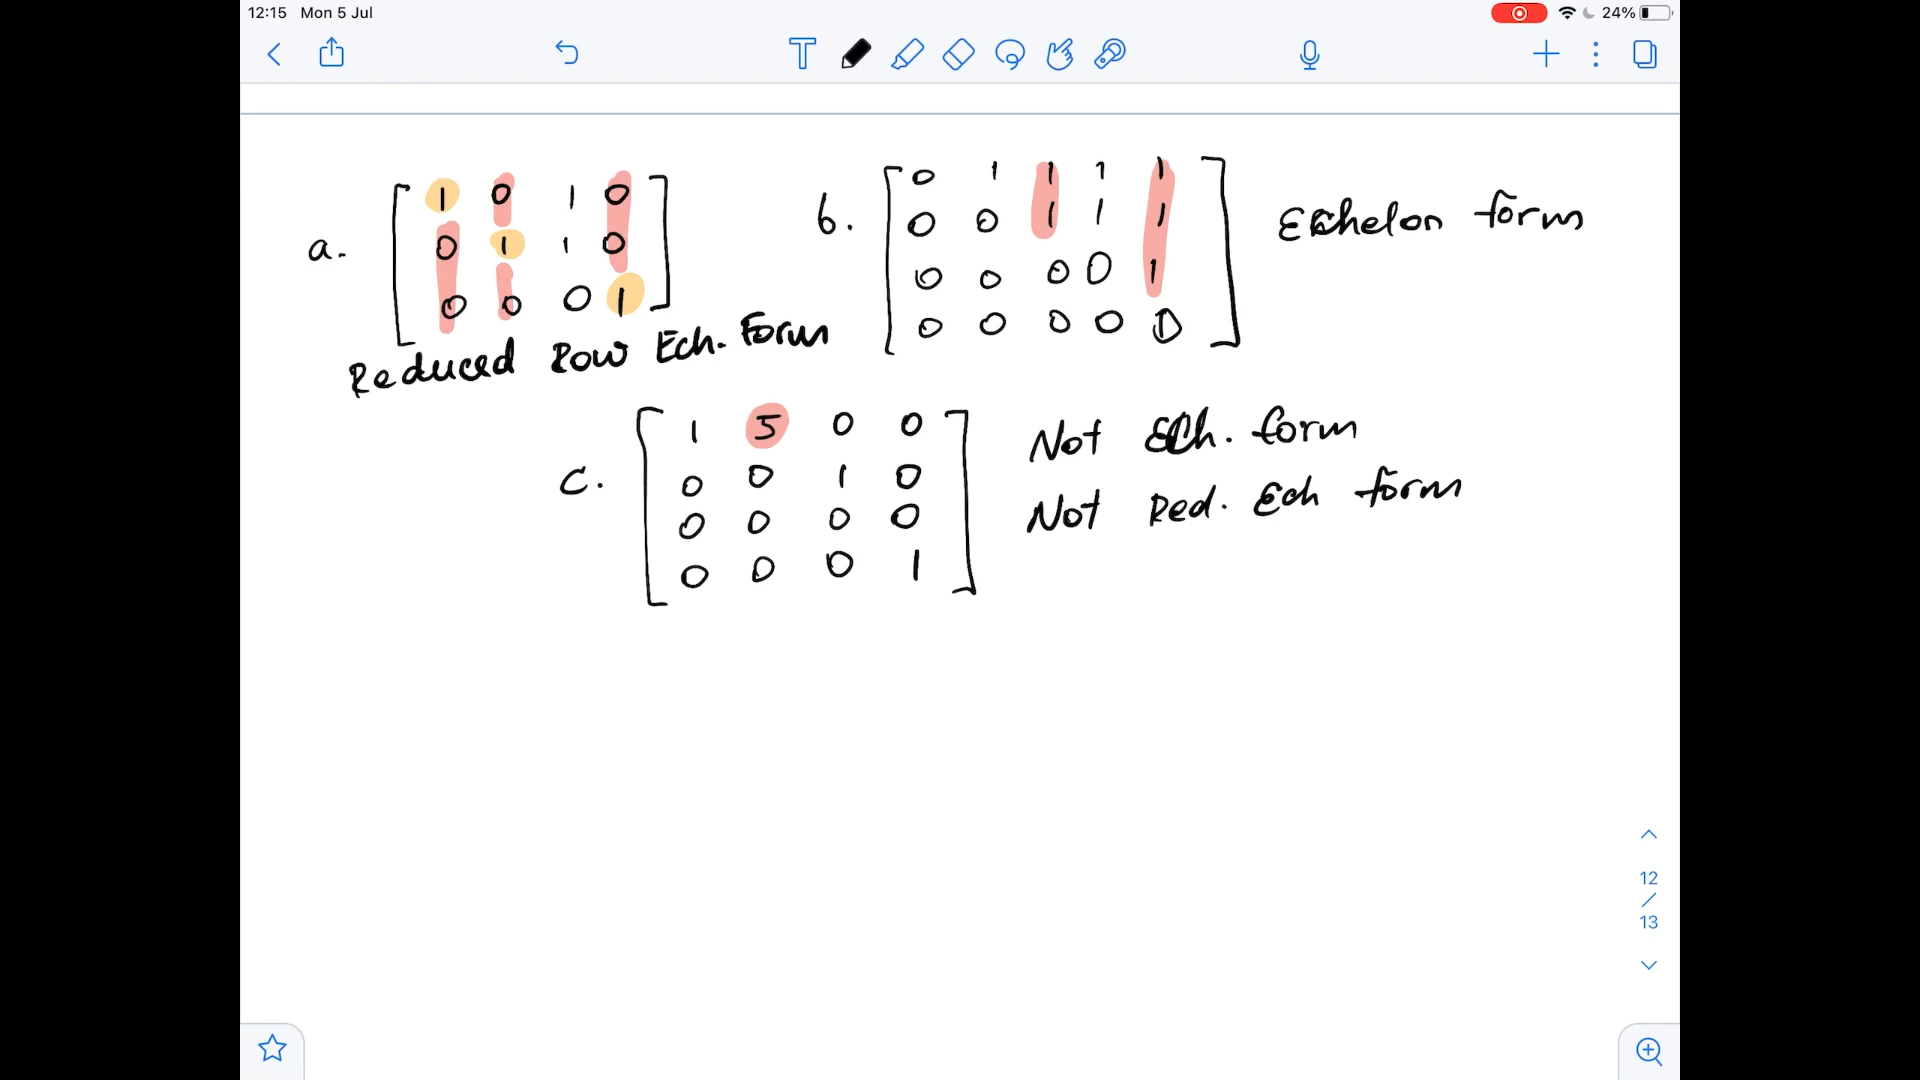 12:15 Mon 5 Jul
24%
T
a.
1 0 1 0
0 1 1 0
0 0 0 1
Reduced Row Ech. Form
b.
0 1 1 1 1
0 0 1 1 1
0 0 0 0 1
0 0 0 0 0
Echelon form
c.
1 5 0 0
0 0 1 0
0 0 0 0
0 0 0 1
Not Ech. form
Not Red. Ech form
12
/
13